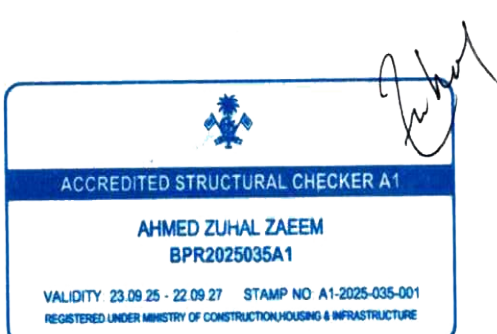 ACCREDITED STRUCTURAL CHECKER A1
AHMED ZUHAL ZAEEM
BPR2025035A1
VALIDITY: 23.09.25 - 22.09.27 STAMP NO: A1-2025-035-001
REGISTERED UNDER MINISTRY OF CONSTRUCTION,HOUSING & INFRASTRUCTURE